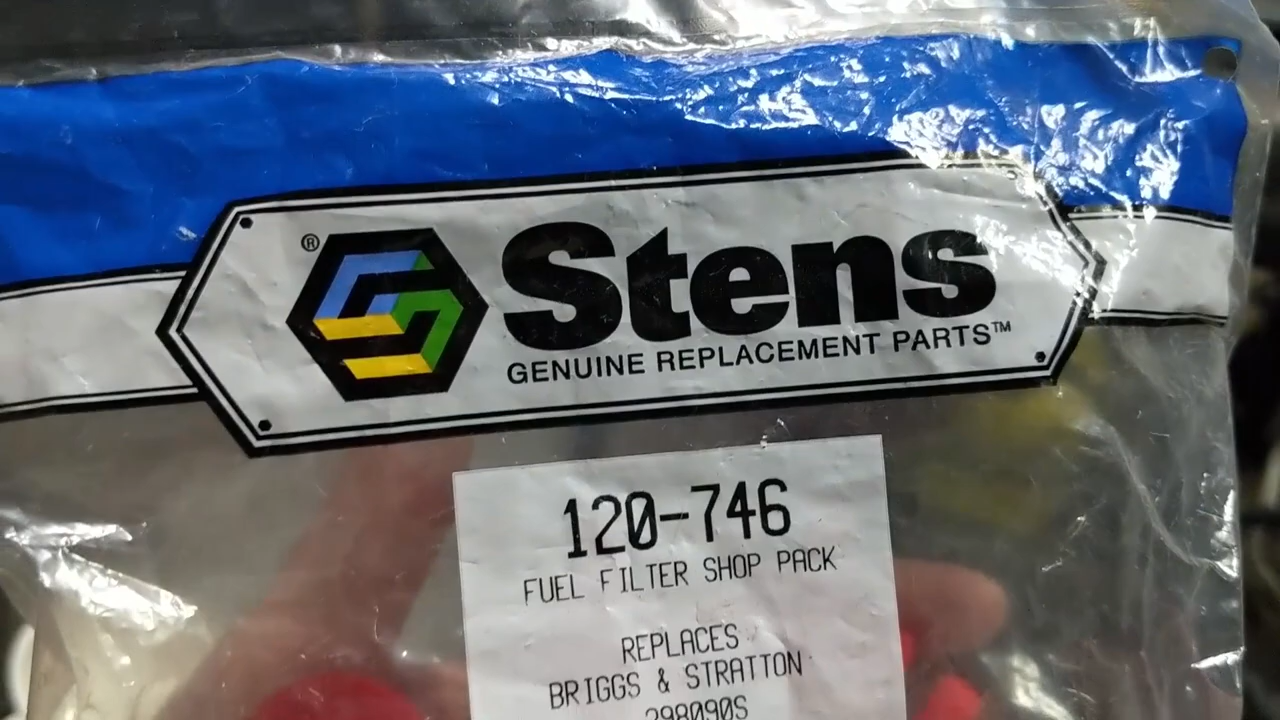 ®
Stens
GENUINE REPLACEMENT PARTS™
120-746
FUEL FILTER SHOP PACK
REPLACES
BRIGGS & STRATTON
298090S